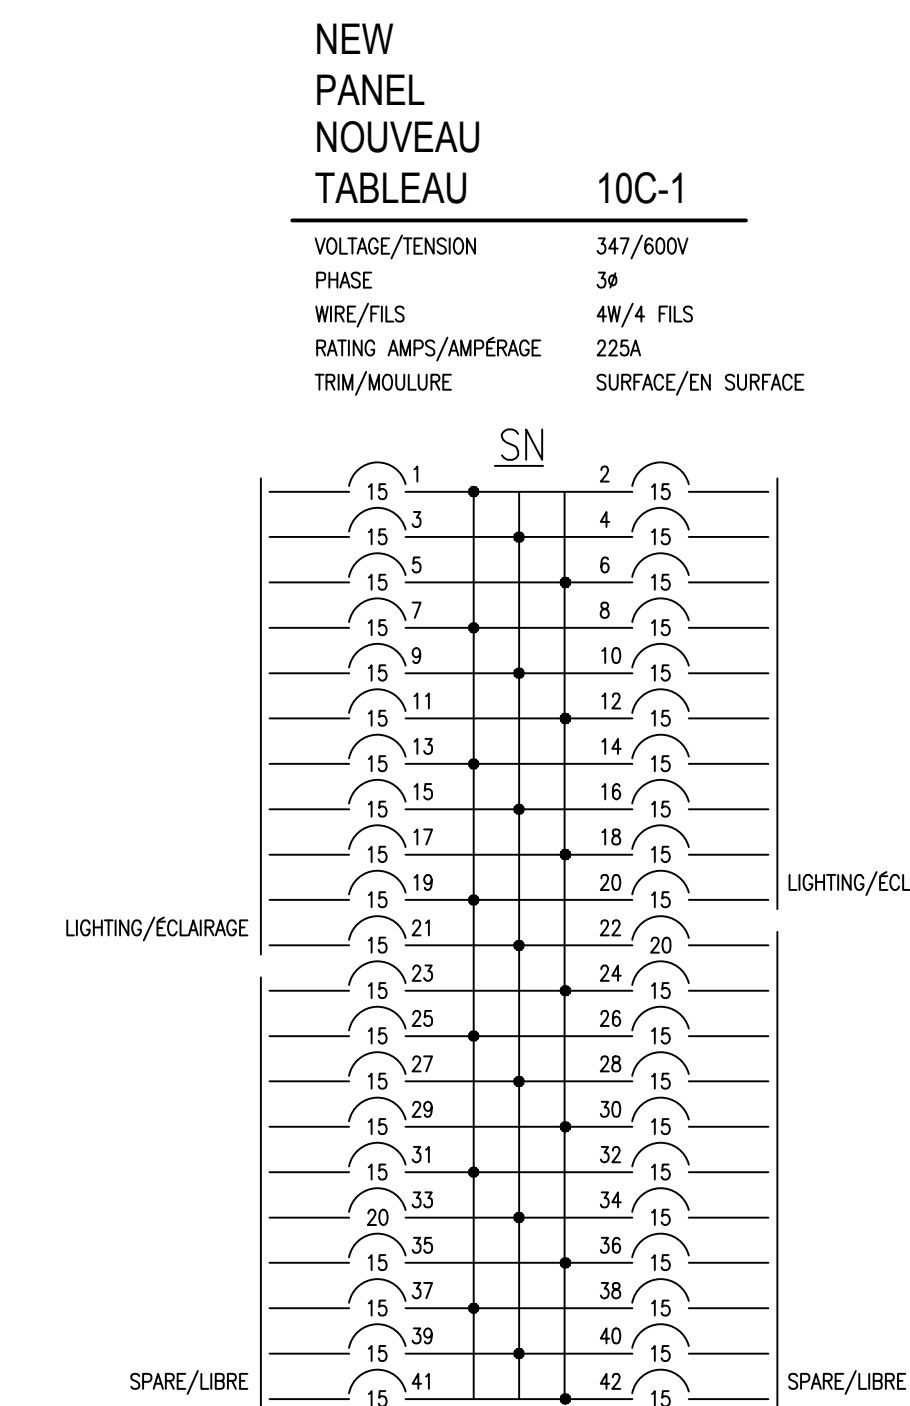 NEW
PANEL
NOUVEAU
TABLEAU 10C-1
VOLTAGE/TENSION 347/600V
PHASE 3ø
WIRE/FILS 4W/4 FILS
RATING AMPS/AMPÉRAGE 225A
TRIM/MOULURE SURFACE/EN SURFACE
SN
15 1 2 15
15 3 4 15
15 5 6 15
15 7 8 15
15 9 10 15
15 11 12 15
15 13 14 15
15 15 16 15
15 17 18 15
15 19 20 15 LIGHTING/ÉCL
LIGHTING/ÉCLAIRAGE 15 21 22 20
15 23 24 15
15 25 26 15
15 27 28 15
15 29 30 15
15 31 32 15
20 33 34 15
15 35 36 15
15 37 38 15
15 39 40 15
SPARE/LIBRE 15 41 42 15 SPARE/LIBRE